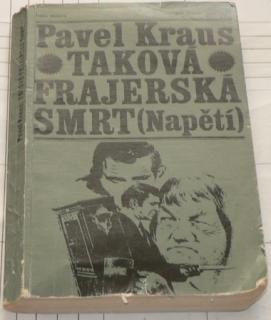 Pavel Kraus
TAKOVÁ
FRAJERSKÁ
SMRT (Napětí)